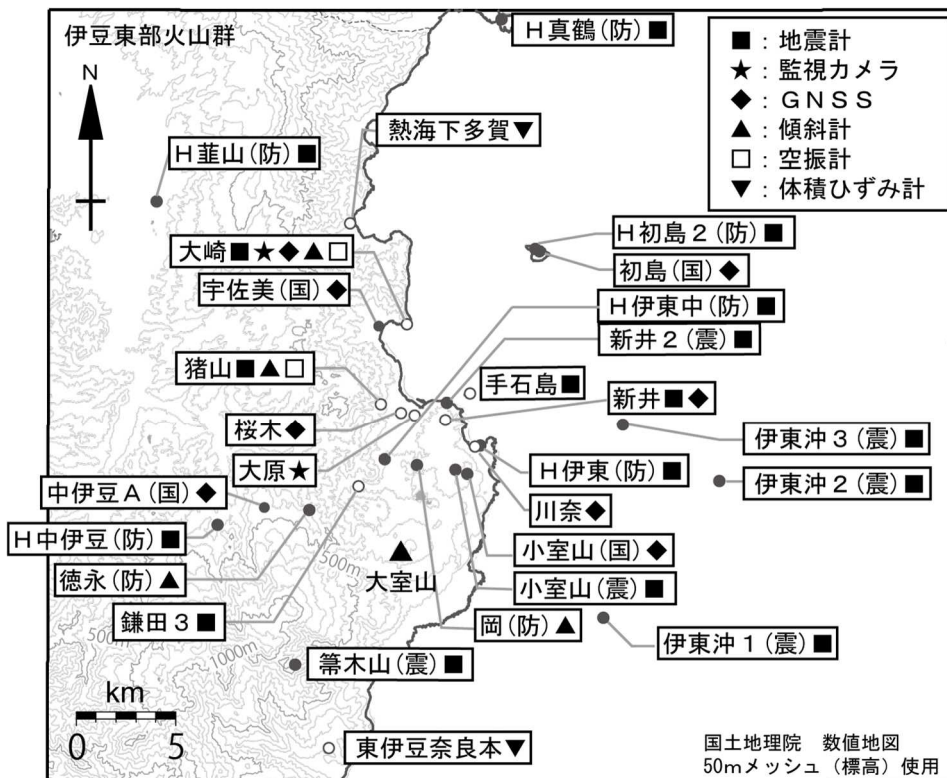 伊豆東部火山群
N
H真鶴(防)■
■：地震計
★：監視カメラ
◆：GNSS
▲：傾斜計
□：空振計
▼：体積ひずみ計
熱海下多賀▼
H韮山(防)■
大崎■★◆▲□
宇佐美(国)◆
H初島2(防)■
初島(国)◆
H伊東中(防)■
新井2(震)■
猪山■▲□
手石島■
新井■◆
桜木◆
大原★
伊東沖3(震)■
H伊東(防)■
伊東沖2(震)■
中伊豆A(国)◆
川奈◆
H中伊豆(防)■
小室山(国)◆
徳永(防)▲
500m
大室山
小室山(震)■
鎌田3■
岡(防)▲
伊東沖1(震)■
500m
1000m
箒木山(震)■
km
0 5
東伊豆奈良本▼
国土地理院 数値地図
50mメッシュ（標高）使用